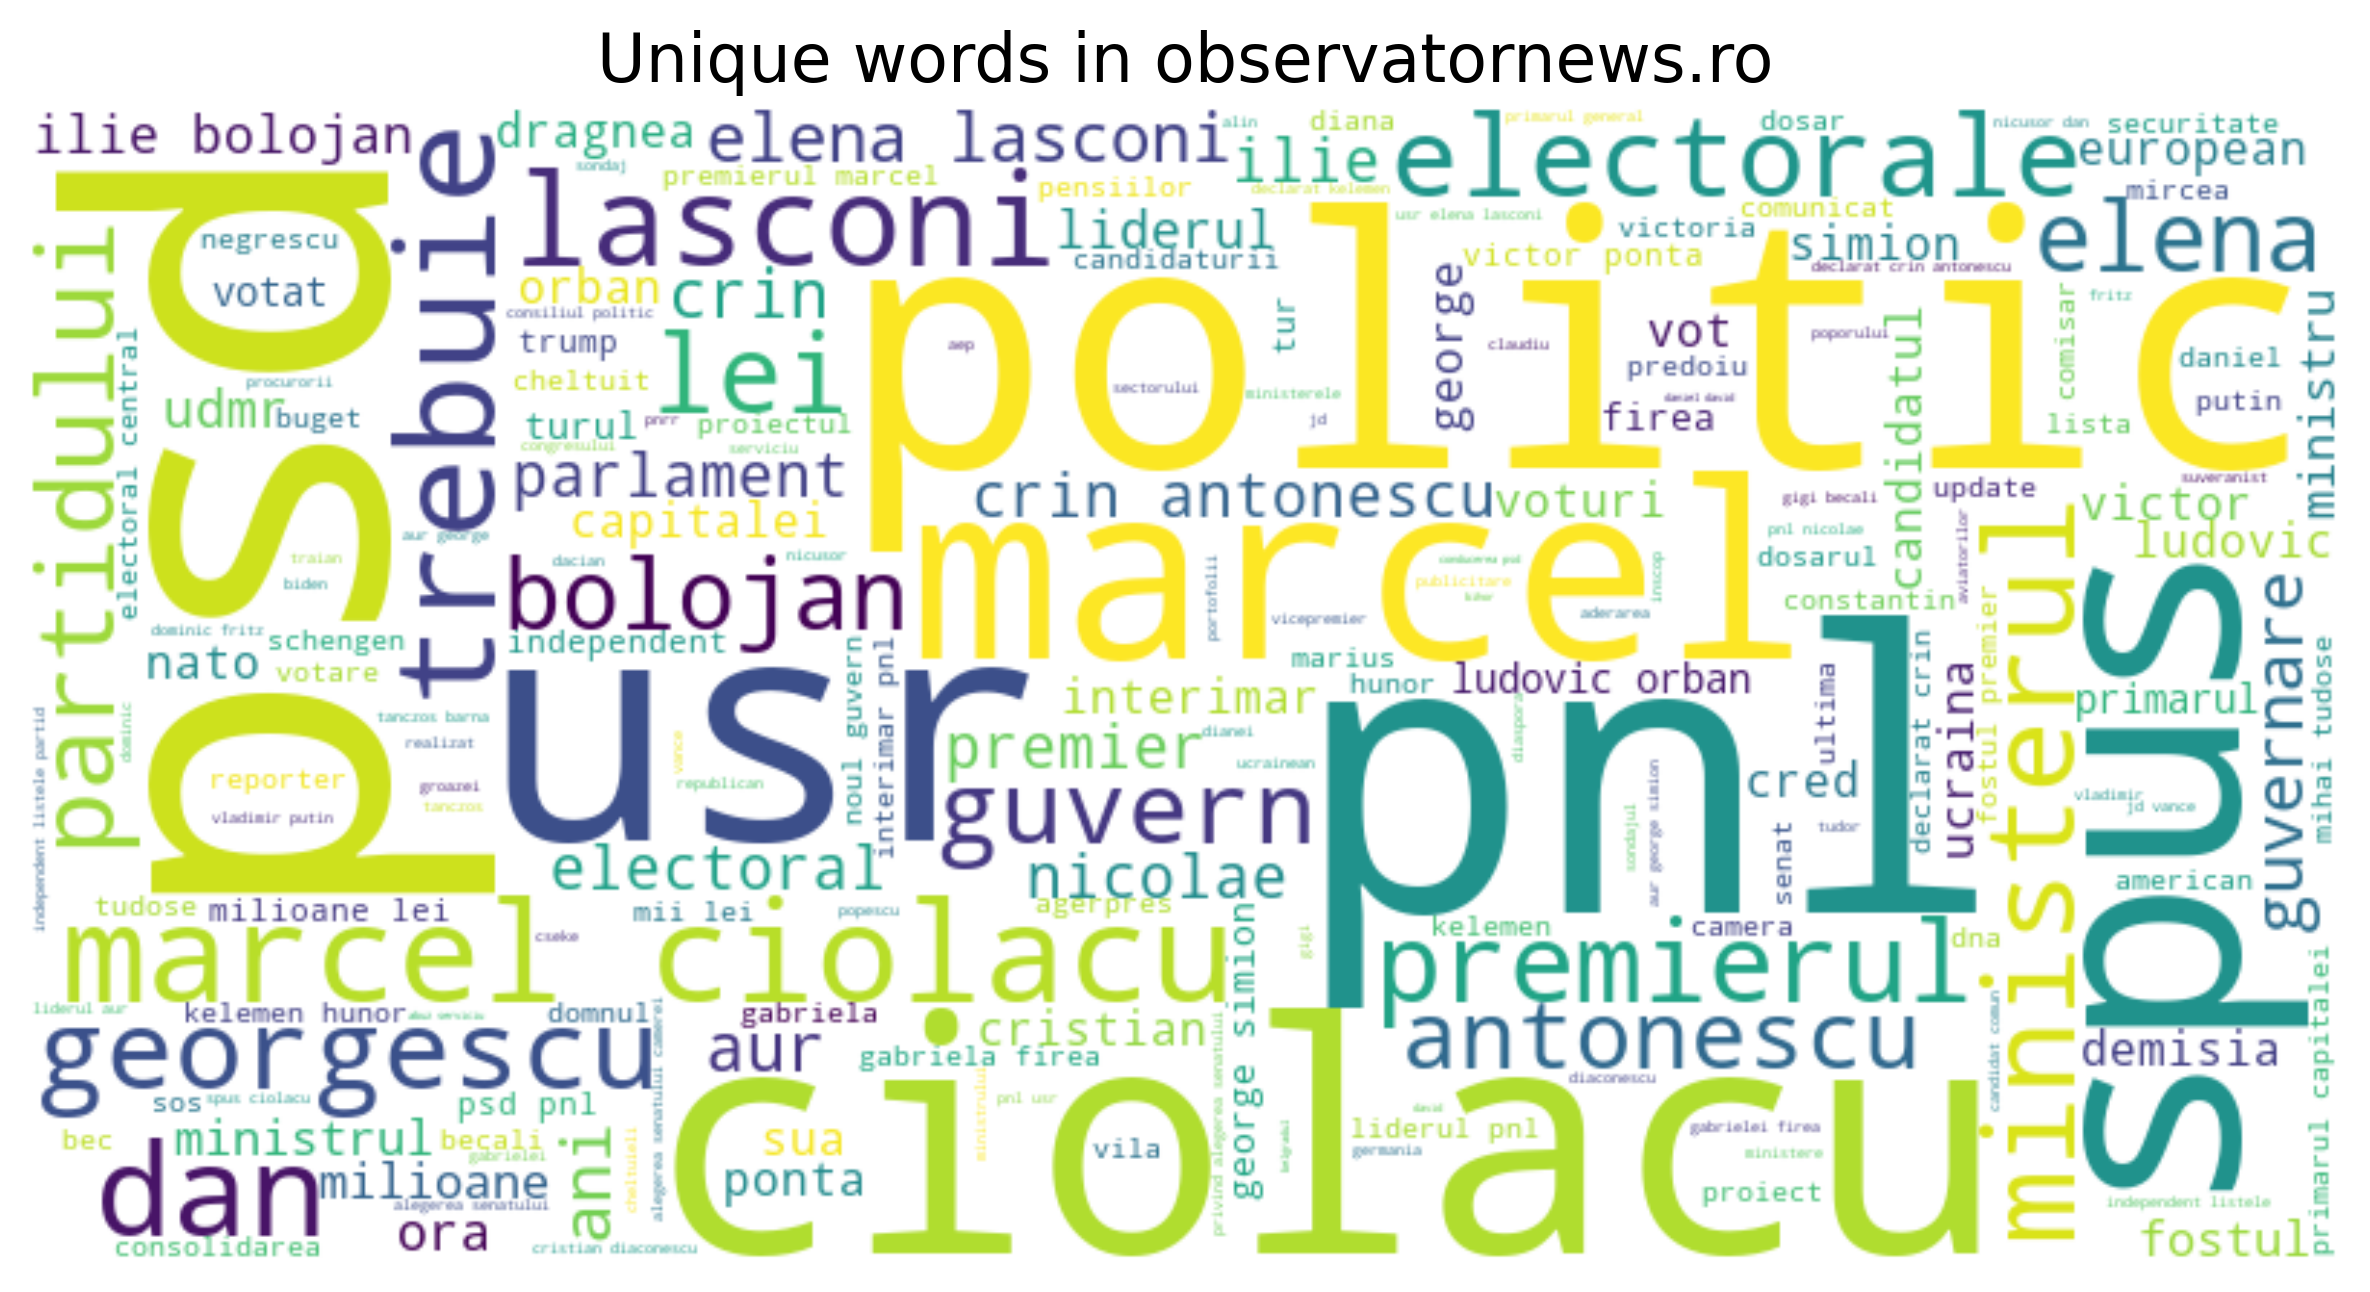 Unique words in observatornews.ro
ilie bolojan
trebuie
dragnea
sondaj
elena lasconi
alin
diana
primarul general
dosar
nicusor dan
securitate
ilie
electorale
european
premierul marcel
pensiilor
declarat kelemen
mircea
partidului
psd
negrescu
votat
lasconi
liderul
candidaturii
usr elena lasconi
comunicat
victoria
victor ponta
simion
declarat crin antonescu
elena
orban
consiliul politic
crin
politic
tur
george
fritz
comisar
ministru
trump
lei
aep
sectorului
claudiu
vot
poporului
predoiu
candidatul
daniel
putin
electoral central
procurorii
udmr
buget
cheltuit
turul
pnrr
proiectul
congresului
serviciu
ministerele
jd
daniel david
firea
lista
parlament
crin antonescu
voturi
gigi becali
update
suveranist
victor
capitalei
marcel
pnl nicolae
ludovic
aur george
traian
biden
dacian
nicusor
bolojan
portofolii
conducerea psd
publicitare
bihor
inscop
dosarul
aviatorilor
constantin
vicepremier
aderarea
dominic fritz
schengen
nato
votare
independent
marius
hunor
ludovic orban
ultima
declarat crin
ucraina
fostul premier
ministerul
spus
primarul
guvernare
mihai tudose
usr
noul guvern
interimar pnl
interimar
pnl
independent listele partid
dominic
tanczos barna
realizat
vance
republican
premier
dianei
ucrainean
diaspora
cred
reporter
groazei
tanczos
vladimir putin
guvern
sondajul
aur george simion
senat
tudor
vladimir
jd vance
electoral
nicolae
american
tudose
milioane lei
mii lei
popescu
agerpres
cseke
kelemen
camera
dna
marcel ciolacu
gigi
premierul
liderul aur
kelemen hunor
abuz serviciu
domnul
gabriela
cristian
george simion
candidat comun
primarul capitalei
georgescu
alegerea senatului camerei
aur
gabriela firea
antonescu
demisia
diaconescu
sos
spus ciolacu
psd pnl
ministrului
pnl usr
privind alegerea senatului
ciolacu
david
bec
ministrul
becali
gabrielei
ani
cheltuieli
sua
vila
belgradul
liderul pnl
germania
gabrielei firea
ministere
dan
milioane
ponta
proiect
alegerea senatului
ora
independent listele
consolidarea
cristian diaconescu
fostul